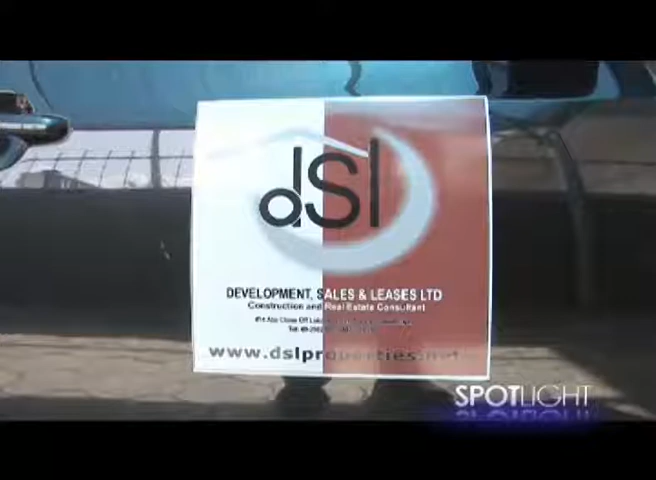 dsl
DEVELOPMENT, SALES & LEASES LTD
Construction and Real Estate Consultant
www.dslproperties.net
SPOTLIGHT